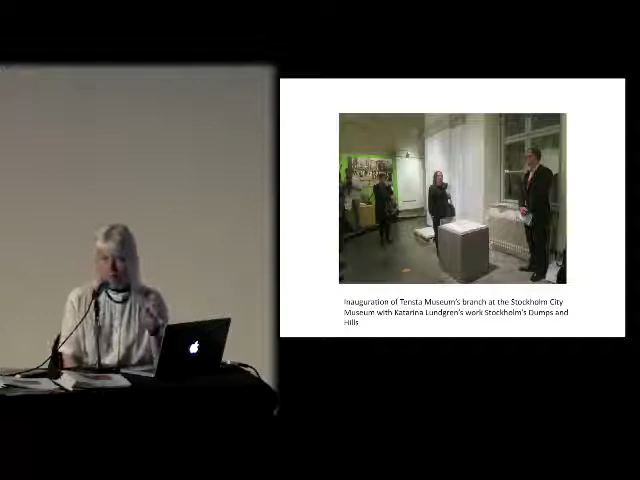 Inauguration of Tensta Museum's branch at the Stockholm City
Museum with Katarina Lundgren's work Stockholm's Dumps and
Hills